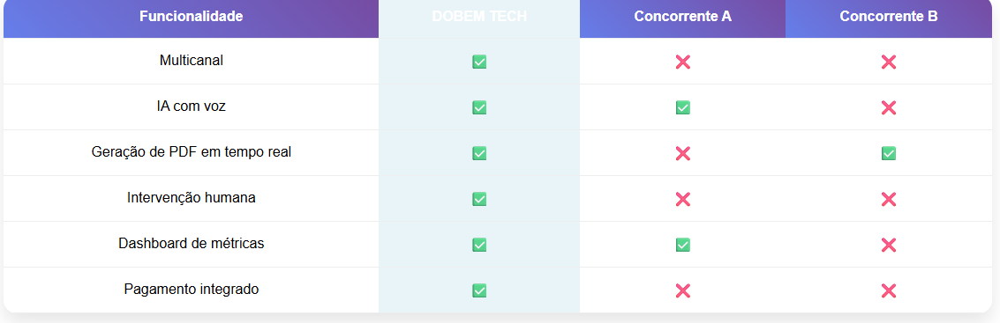 Funcionalidade DOBEM TECH Concorrente A Concorrente B
Multicanal ✅ ❌ ❌
IA com voz ✅ ✅ ❌
Geração de PDF em tempo real ✅ ❌ ✅
Intervenção humana ✅ ❌ ❌
Dashboard de métricas ✅ ✅ ❌
Pagamento integrado ✅ ❌ ❌